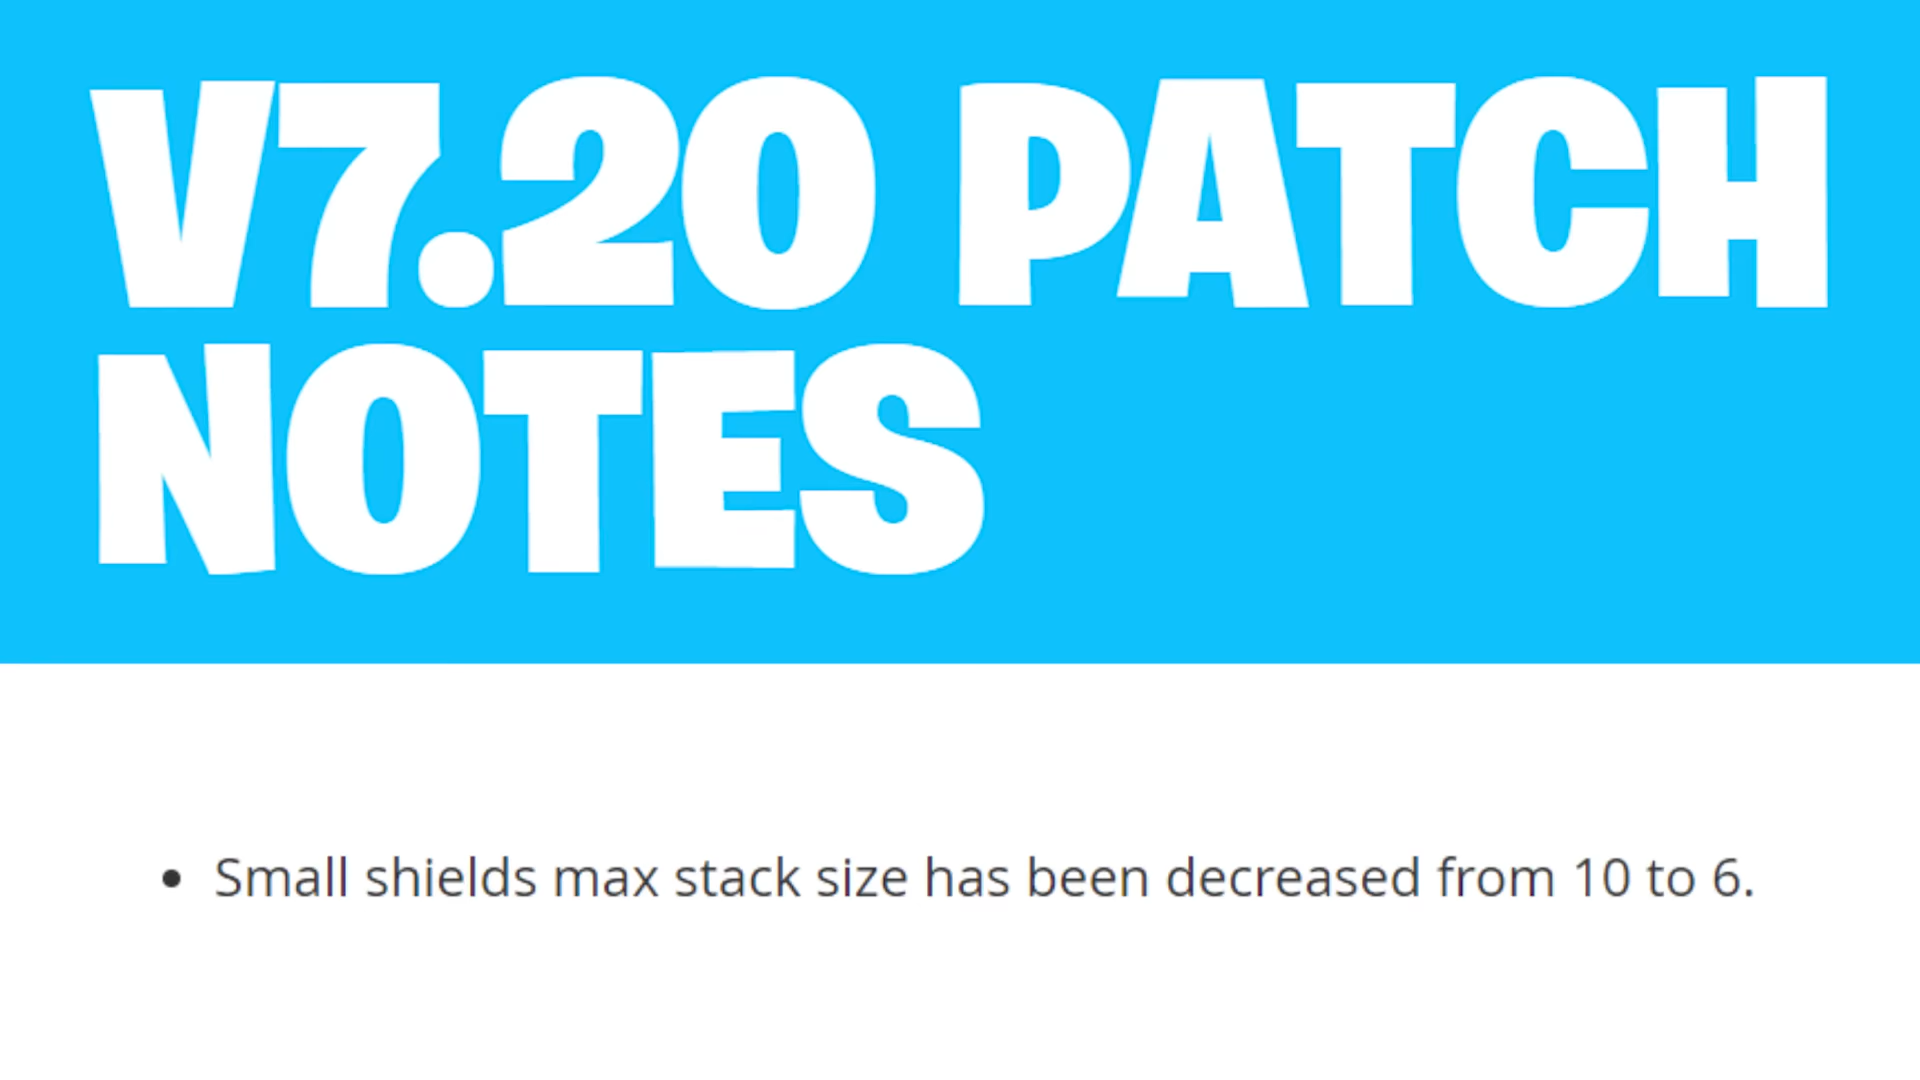 V7.20 PATCH
NOTES
• Small shields max stack size has been decreased from 10 to 6.